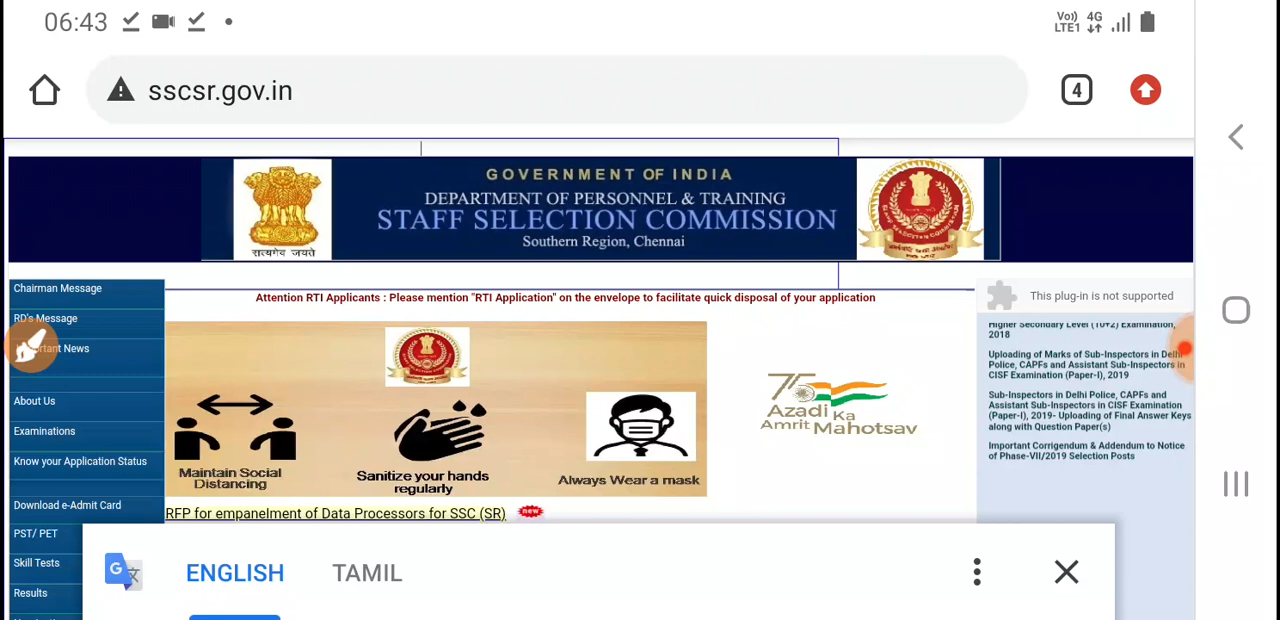 06:43
Vo)) 4G
LTE1
sscsr.gov.in
4
GOVERNMENT OF INDIA
DEPARTMENT OF PERSONNEL & TRAINING
STAFF SELECTION COMMISSION
Southern Region, Chennai
सत्यमेव जयते
Chairman Message
RD's Message
rtant News
About Us
Examinations
Know your Application Status
Download e-Admit Card
PST/ PET
Skill Tests
Results
Attention RTI Applicants : Please mention "RTI Application" on the envelope to facilitate quick disposal of your application
Maintain Social
Distancing
Sanitize your hands
regularly
Always Wear a mask
75
Azadi Ka
Amrit Mahotsav
RFP for empanelment of Data Processors for SSC (SR)
new
This plug-in is not supported
Higher Secondary Level (10+2) Examination,
2018
Uploading of Marks of Sub-Inspectors in Delhi
Police, CAPFs and Assistant Sub-Inspectors in
CISF Examination (Paper-I), 2019
Sub-Inspectors in Delhi Police, CAPFs and
Assistant Sub-Inspectors in CISF Examination
(Paper-I), 2019- Uploading of Final Answer Keys
along with Question Paper(s)
Important Corrigendum & Addendum to Notice
of Phase-VII/2019 Selection Posts
G 文
ENGLISH TAMIL